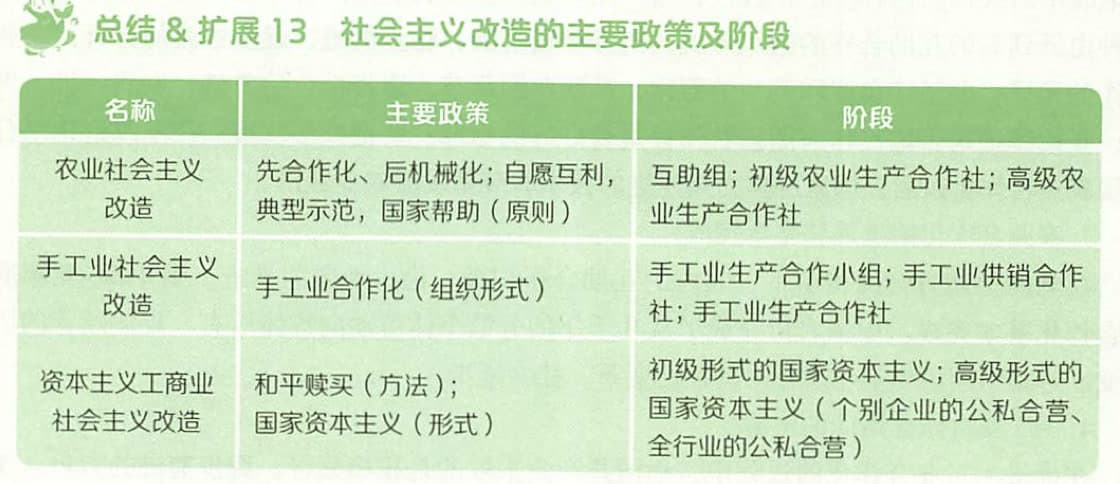 总结 & 扩展 13 社会主义改造的主要政策及阶段
名称
主要政策
阶段
农业社会主义
改造
先合作化、后机械化；自愿互利，
典型示范，国家帮助（原则）
互助组；初级农业生产合作社；高级农
业生产合作社
手工业社会主义
改造
手工业合作化（组织形式）
手工业生产合作小组；手工业供销合作
社；手工业生产合作社
资本主义工商业
社会主义改造
和平赎买（方法）；
国家资本主义（形式）
初级形式的国家资本主义；高级形式的
国家资本主义（个别企业的公私合营、
全行业的公私合营）